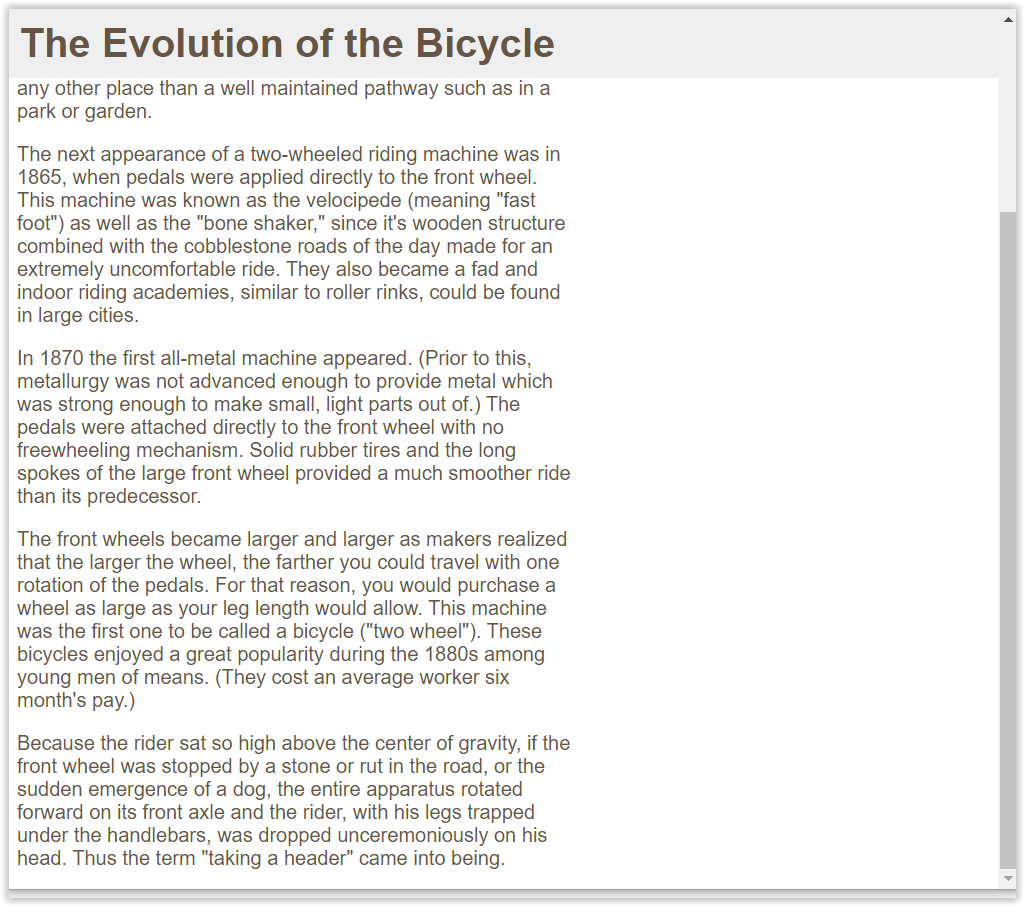 The Evolution of the Bicycle
any other place than a well maintained pathway such as in a
park or garden.
The next appearance of a two-wheeled riding machine was in
1865, when pedals were applied directly to the front wheel.
This machine was known as the velocipede (meaning "fast
foot") as well as the "bone shaker," since it's wooden structure
combined with the cobblestone roads of the day made for an
extremely uncomfortable ride. They also became a fad and
indoor riding academies, similar to roller rinks, could be found
in large cities.
In 1870 the first all-metal machine appeared. (Prior to this,
metallurgy was not advanced enough to provide metal which
was strong enough to make small, light parts out of.) The
pedals were attached directly to the front wheel with no
freewheeling mechanism. Solid rubber tires and the long
spokes of the large front wheel provided a much smoother ride
than its predecessor.
The front wheels became larger and larger as makers realized
that the larger the wheel, the farther you could travel with one
rotation of the pedals. For that reason, you would purchase a
wheel as large as your leg length would allow. This machine
was the first one to be called a bicycle ("two wheel"). These
bicycles enjoyed a great popularity during the 1880s among
young men of means. (They cost an average worker six
month's pay.)
Because the rider sat so high above the center of gravity, if the
front wheel was stopped by a stone or rut in the road, or the
sudden emergence of a dog, the entire apparatus rotated
forward on its front axle and the rider, with his legs trapped
under the handlebars, was dropped unceremoniously on his
head. Thus the term "taking a header" came into being.